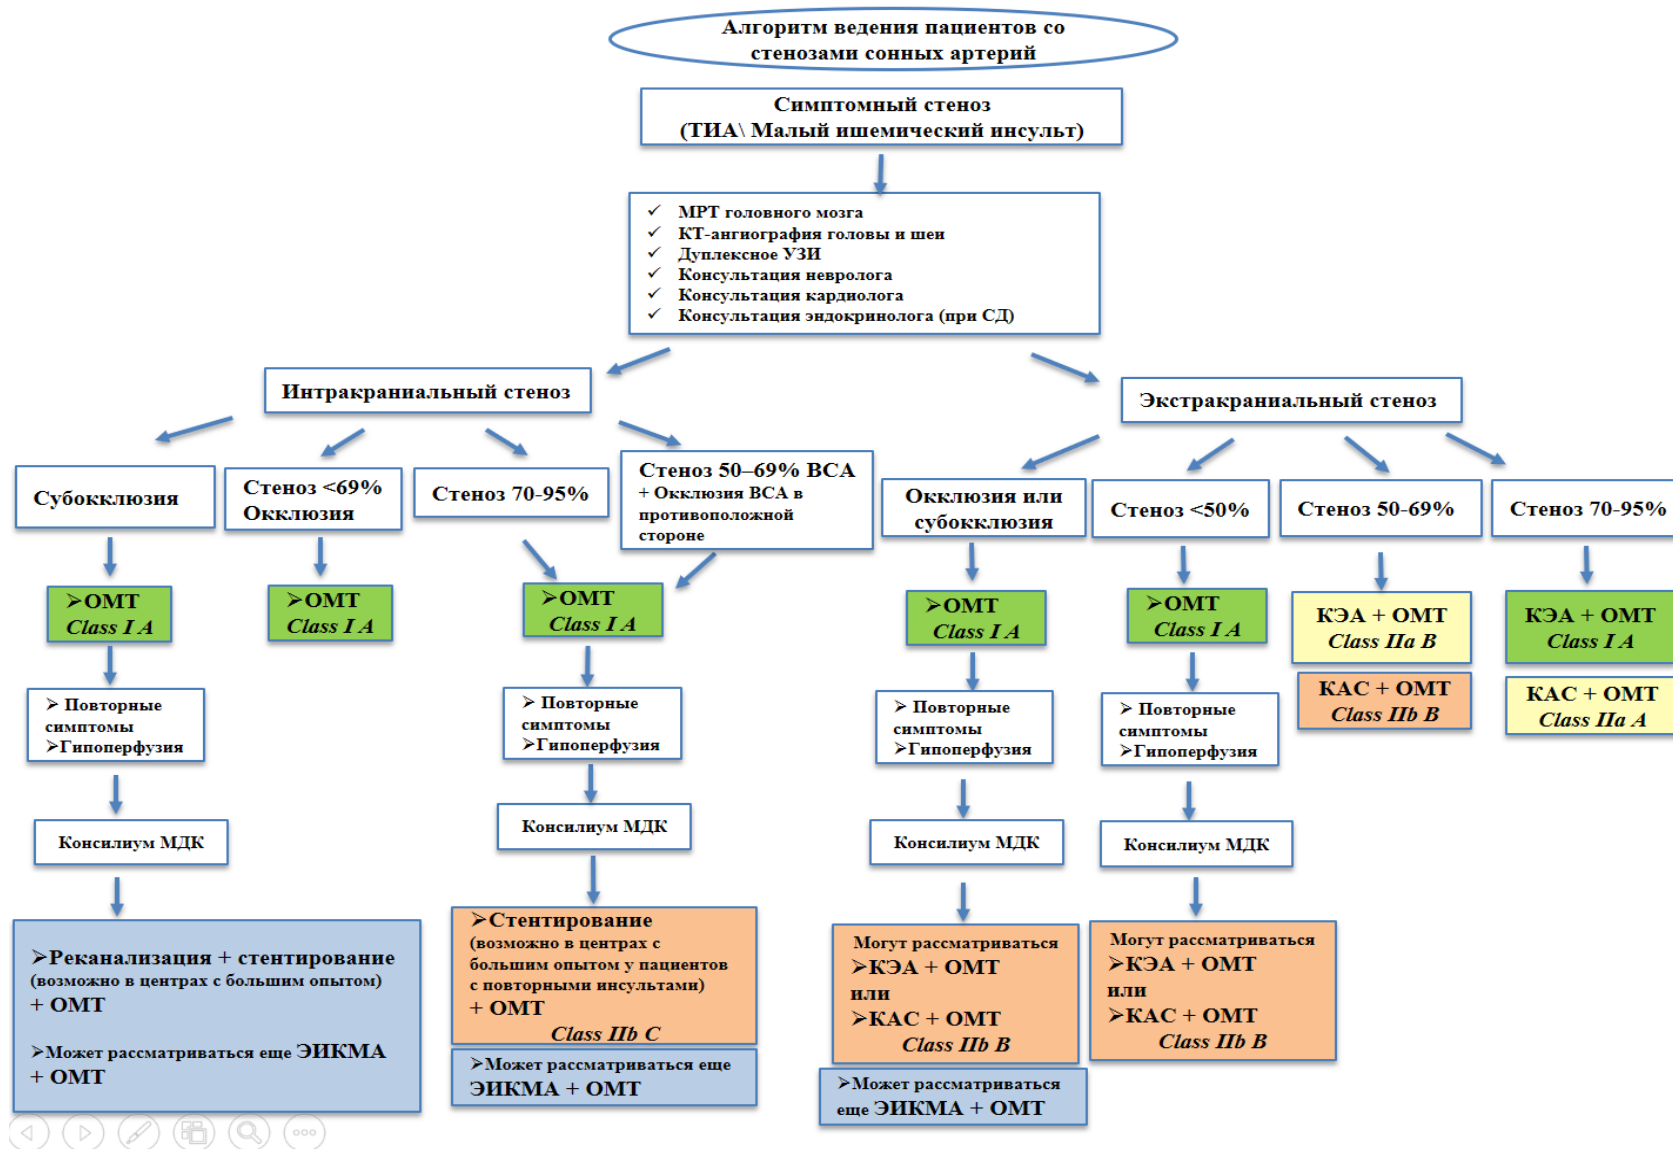 Алгоритм ведения пациентов со
стенозами сонных артерий
Симптомный стеноз
(ТИА\ Малый ишемический инсульт)
✓ МРТ головного мозга
✓ КТ-ангиография головы и шеи
✓ Дуплексное УЗИ
✓ Консультация невролога
✓ Консультация кардиолога
✓ Консультация эндокринолога (при СД)
Интракраниальный стеноз
Экстракраниальный стеноз
Субокклюзия
Стеноз <69%
Окклюзия
Стеноз 70-95%
Стеноз 50–69% ВСА
+ Окклюзия ВСА в
противоположной
стороне
Окклюзия или
субокклюзия
Стеноз <50%
Стеноз 50-69%
Стеноз 70-95%
➢ОМТ
Class I A
➢ОМТ
Class I A
➢ОМТ
Class I A
➢ОМТ
Class I A
➢ОМТ
Class I A
КЭА + ОМТ
Class IIa B
КАС + ОМТ
Class IIb B
КЭА + ОМТ
Class I A
КАС + ОМТ
Class IIa A
➢ Повторные
симптомы
➢Гипоперфузия
➢ Повторные
симптомы
➢Гипоперфузия
➢ Повторные
симптомы
➢Гипоперфузия
➢ Повторные
симптомы
➢Гипоперфузия
Консилиум МДК
Консилиум МДК
Консилиум МДК
Консилиум МДК
➢Реканализация + стентирование
(возможно в центрах с большим опытом)
+ ОМТ
➢Может рассматриваться еще ЭИКМА
+ ОМТ
➢Стентирование
(возможно в центрах с
большим опытом у пациентов
с повторными инсультами)
+ ОМТ
Class IIb C
➢Может рассматриваться еще
ЭИКМА + ОМТ
Могут рассматриваться
➢КЭА + ОМТ
или
➢КАС + ОМТ
Class IIb B
➢Может рассматриваться
еще ЭИКМА + ОМТ
Могут рассматриваться
➢КЭА + ОМТ
или
➢КАС + ОМТ
Class IIb B